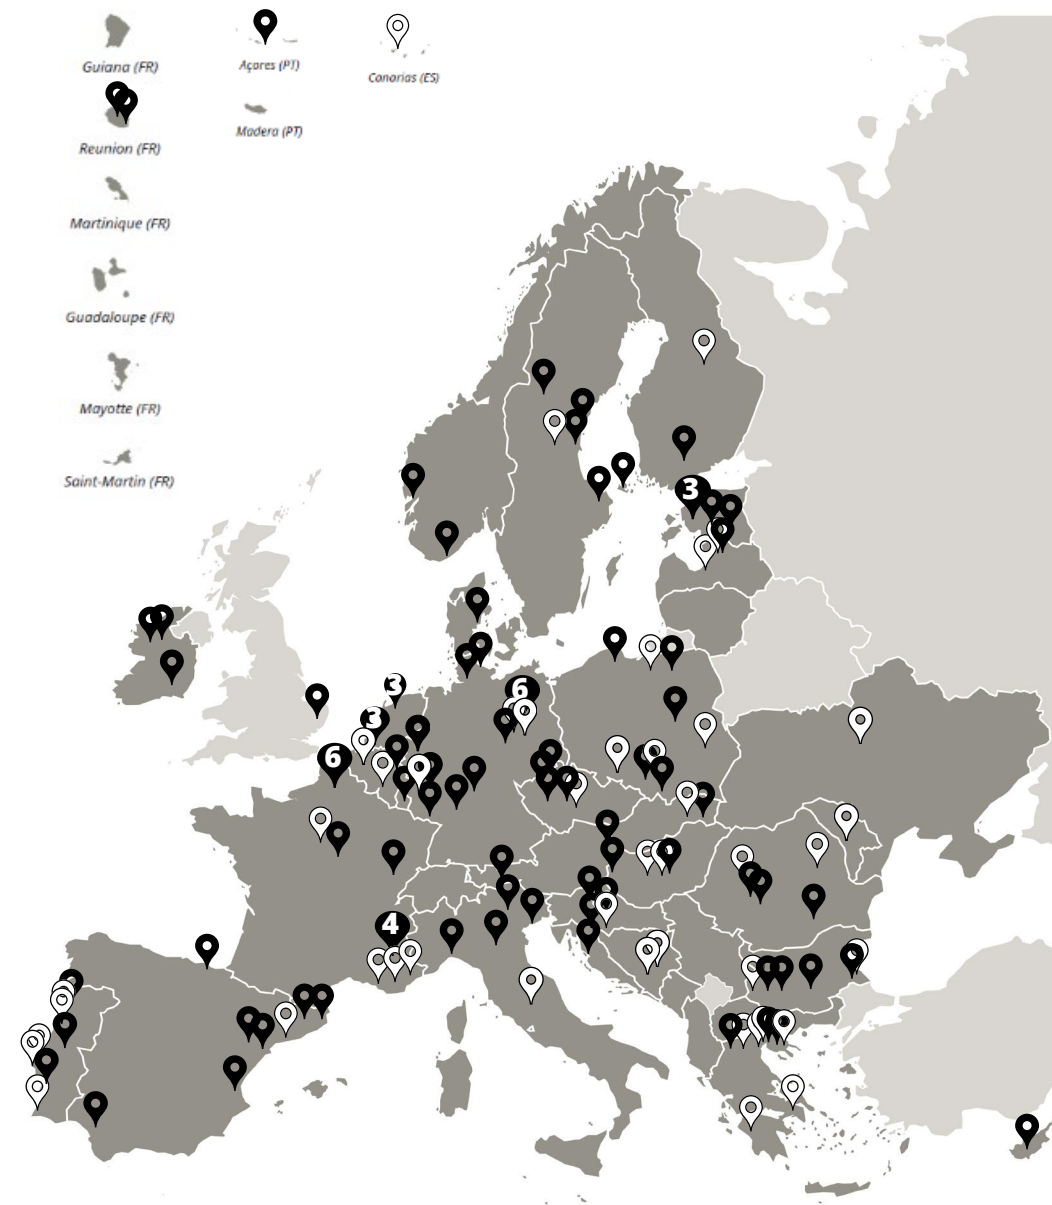 Guiana (FR)
Açores (PT)
Canarias (ES)
Reunion (FR)
Madera (PT)
Martinique (FR)
Guadaloupe (FR)
Mayotte (FR)
Saint-Martin (FR)
3
3
6
3
6
4